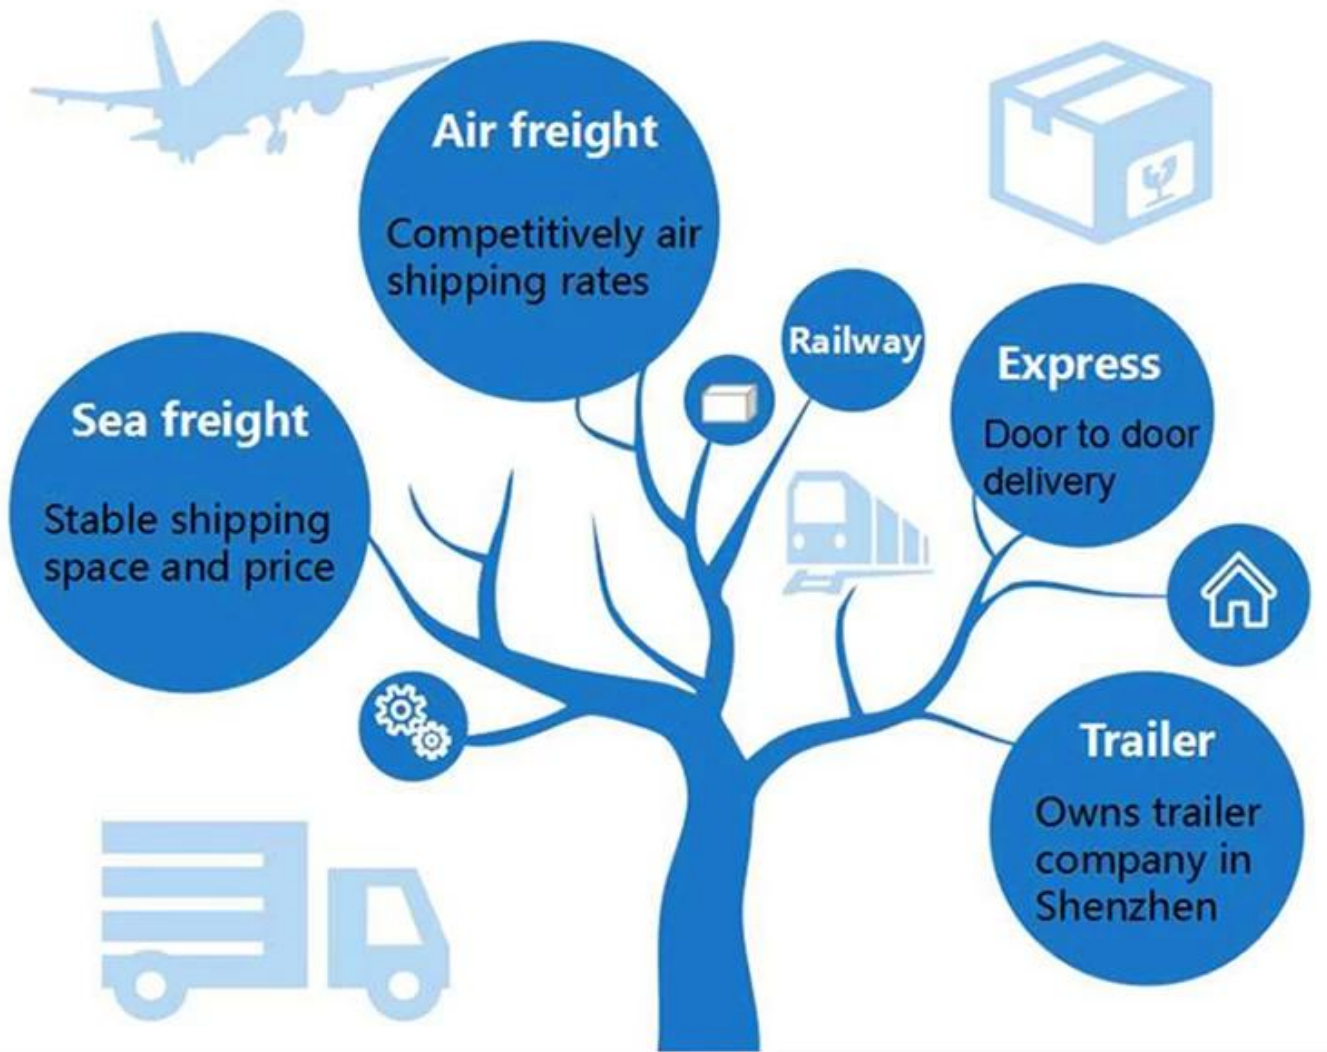 Air freight
Competitively air
shipping rates
Railway
Express
Door to door
delivery
Sea freight
Stable shipping
space and price
Trailer
Owns trailer
company in
Shenzhen